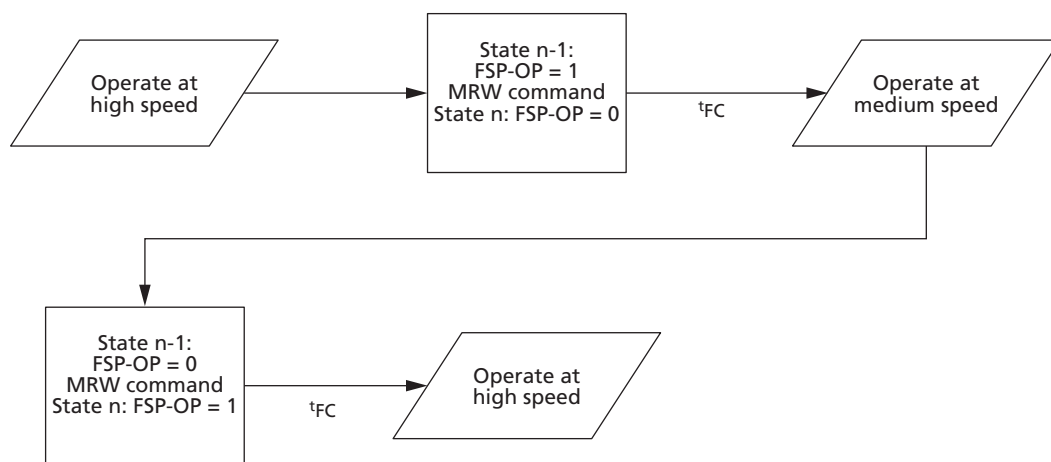 Operate at
high speed
State n-1:
FSP-OP = 1
MRW command
State n: FSP-OP = 0
tFC
Operate at
medium speed
State n-1:
FSP-OP = 0
MRW command
State n: FSP-OP = 1
tFC
Operate at
high speed